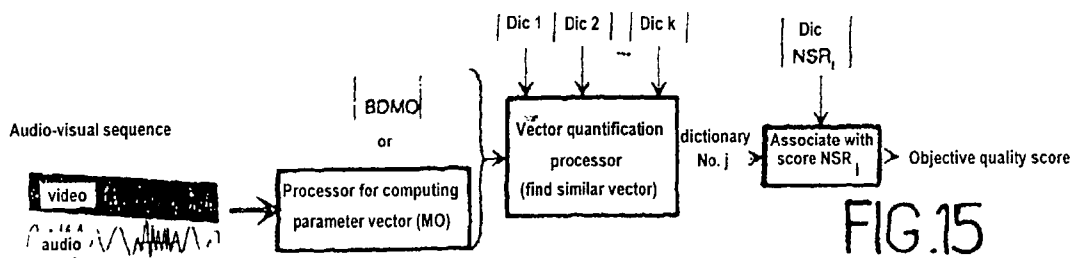 Dic 1 Dic 2 ... Dic k
Dic
NSR
BDMO
or
Audio-visual sequence
video
audio
Processor for computing
parameter vector (MO)
Vector quantification
processor
(find similar vector)
dictionary
No. j
Associate with
score NSR j
Objective quality score
FIG.15